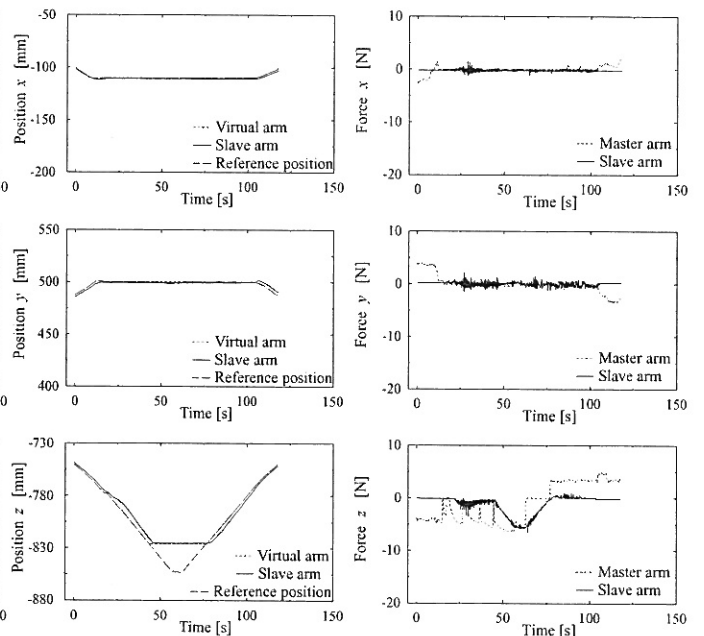 -50
-100
-150
-200
0
50
100
150
Position x [mm]
Time [s]
Virtual arm
Slave arm
Reference position
10
0
-10
-20
0
50
100
150
Force x [N]
Time [s]
Master arm
Slave arm
550
500
450
400
0
50
100
150
Position y [mm]
Time [s]
Virtual arm
Slave arm
Reference position
10
0
-10
-20
0
50
100
150
Force y [N]
Time [s]
Master arm
Slave arm
-730
-780
-830
-880
0
50
100
150
Position z [mm]
Time [s]
Virtual arm
Slave arm
Reference position
10
0
-10
-20
0
50
100
150
Force z [N]
Time [s]
Master arm
Slave arm